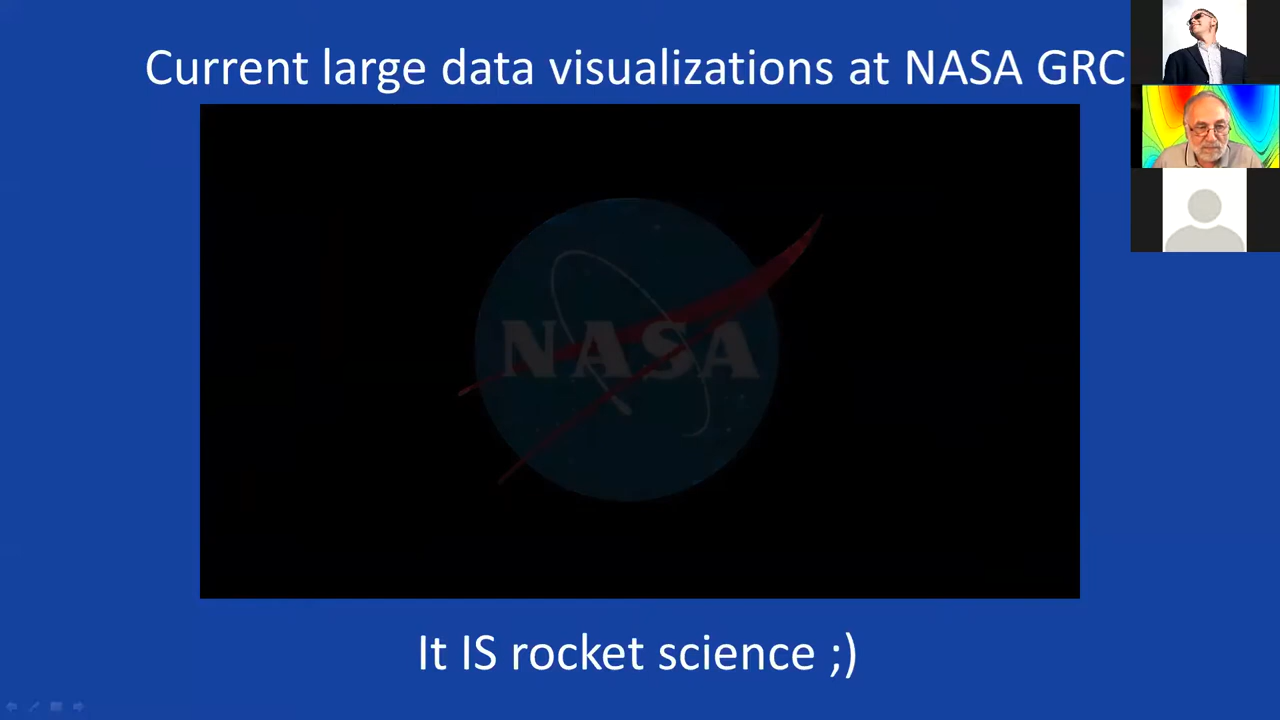 Current large data visualizations at NASA GRC
NASA
It IS rocket science ;)